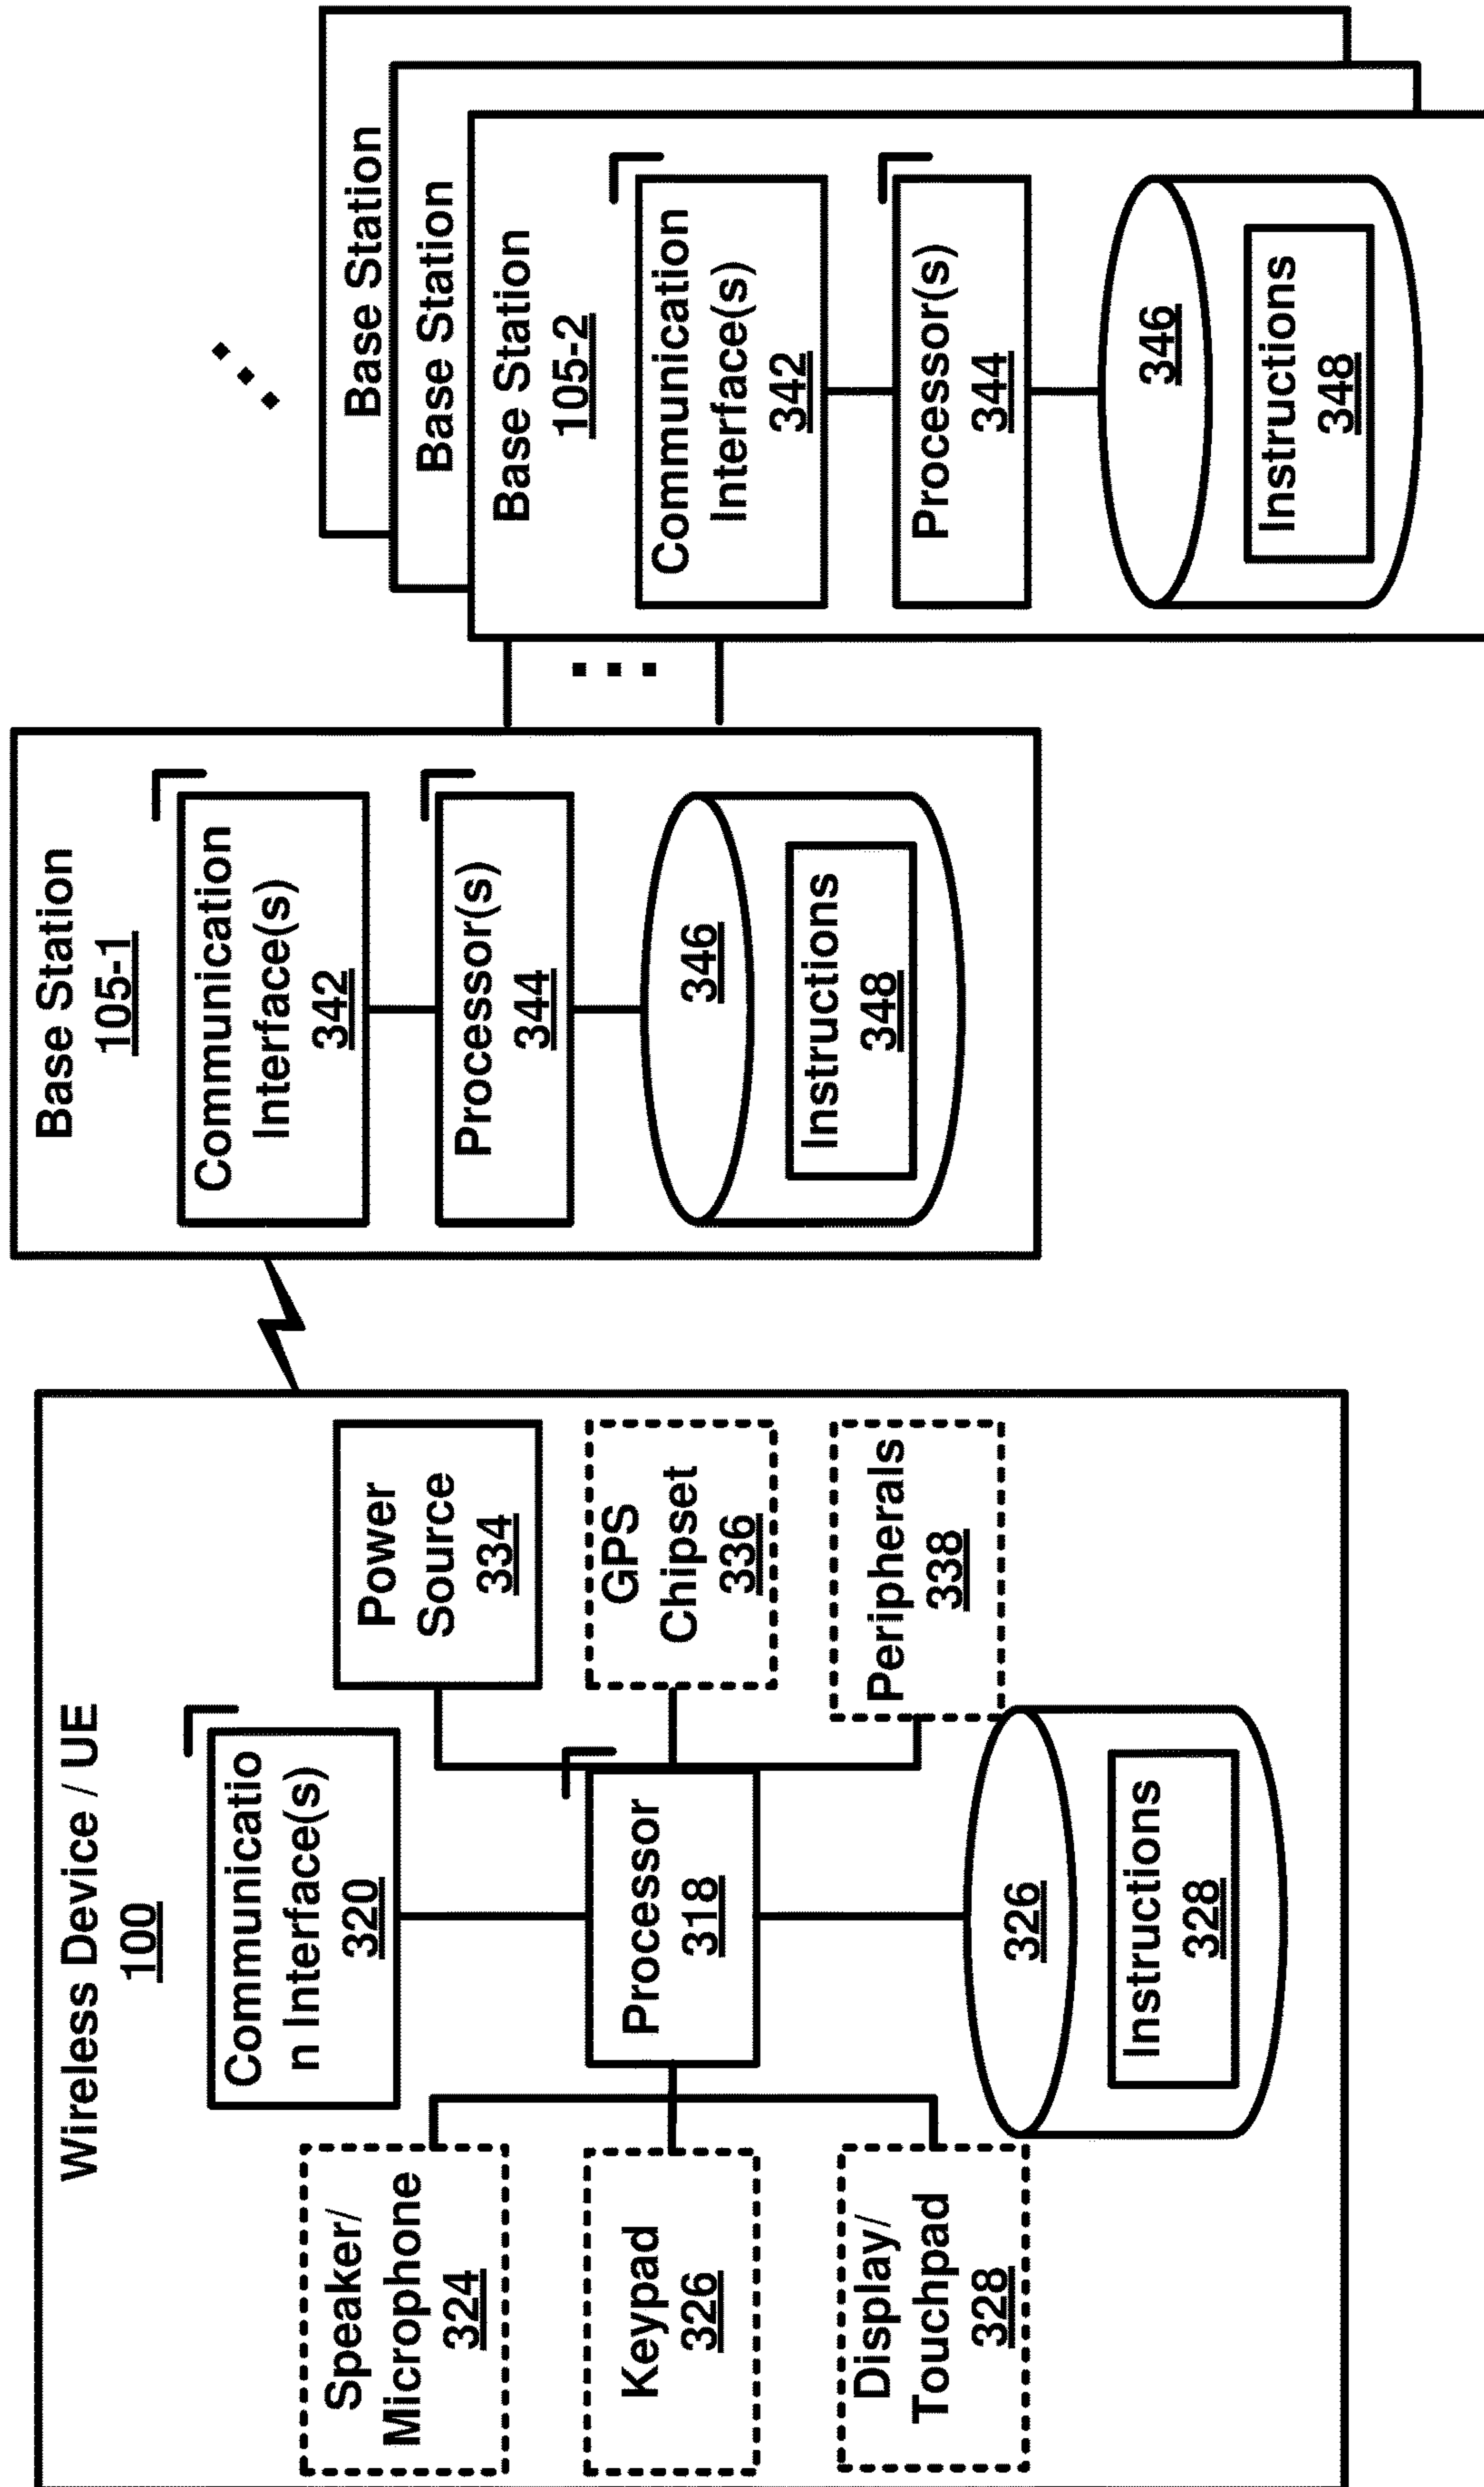 Wireless Device / UE
100
Communicatio
n Interface(s)
320
Speaker/
Microphone
324
Keypad
326
Display/
Touchpad
328
Processor
318
Power
Source
334
GPS
Chipset
336
Peripherals
338
326
Instructions
328
Base Station
105-1
Communication
Interface(s)
342
Processor(s)
344
346
Instructions
348
Base Station
Base Station
Base Station
105-2
Communication
Interface(s)
342
Processor(s)
344
346
Instructions
348